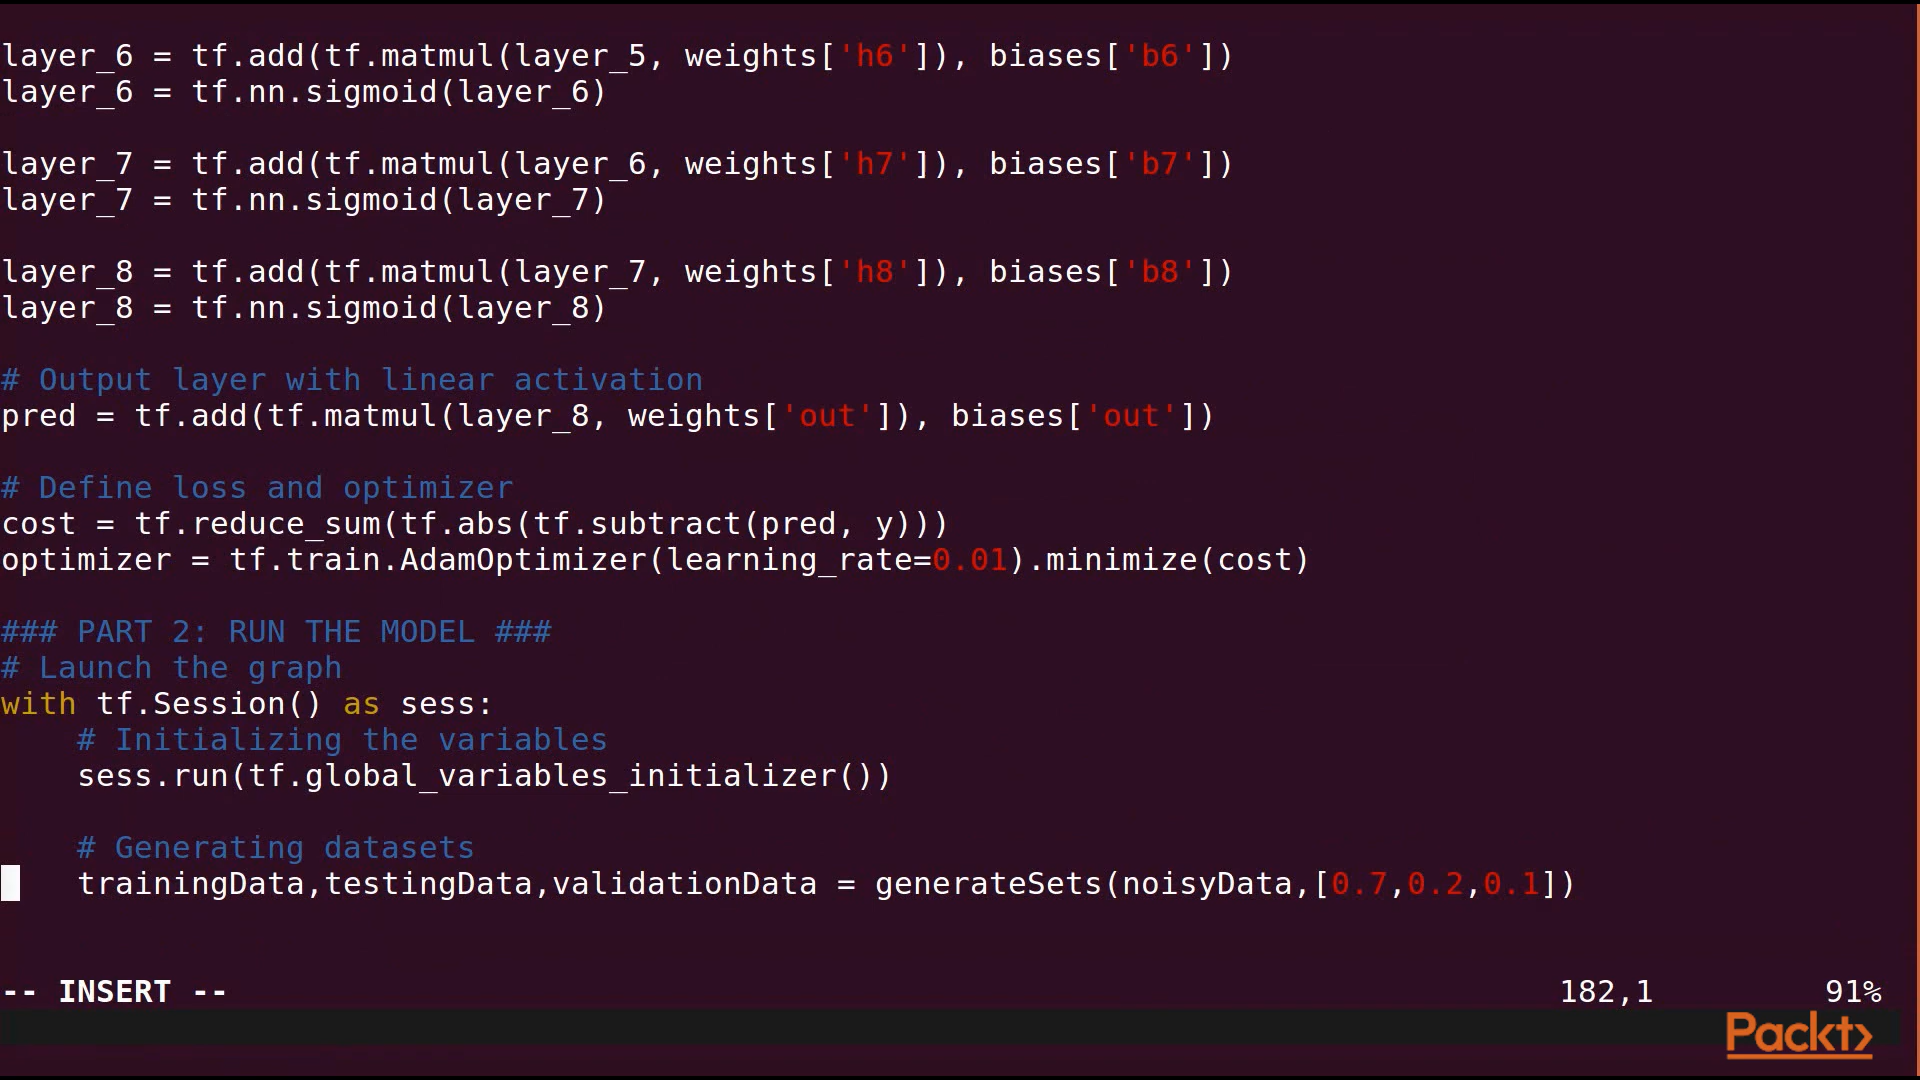 layer_6 = tf.add(tf.matmul(layer_5, weights['h6']), biases['b6'])
layer_6 = tf.nn.sigmoid(layer_6)
layer_7 = tf.add(tf.matmul(layer_6, weights['h7']), biases['b7'])
layer_7 = tf.nn.sigmoid(layer_7)
layer_8 = tf.add(tf.matmul(layer_7, weights['h8']), biases['b8'])
layer_8 = tf.nn.sigmoid(layer_8)
# Output layer with linear activation
pred = tf.add(tf.matmul(layer_8, weights['out']), biases['out'])
# Define loss and optimizer
cost = tf.reduce_sum(tf.abs(tf.subtract(pred, y)))
optimizer = tf.train.AdamOptimizer(learning_rate=0.01).minimize(cost)
### PART 2: RUN THE MODEL ###
# Launch the graph
with tf.Session() as sess:
    # Initializing the variables
    sess.run(tf.global_variables_initializer())
    # Generating datasets
    trainingData,testingData,validationData = generateSets(noisyData,[0.7,0.2,0.1])
-- INSERT -- 182,1 91%
Packt>